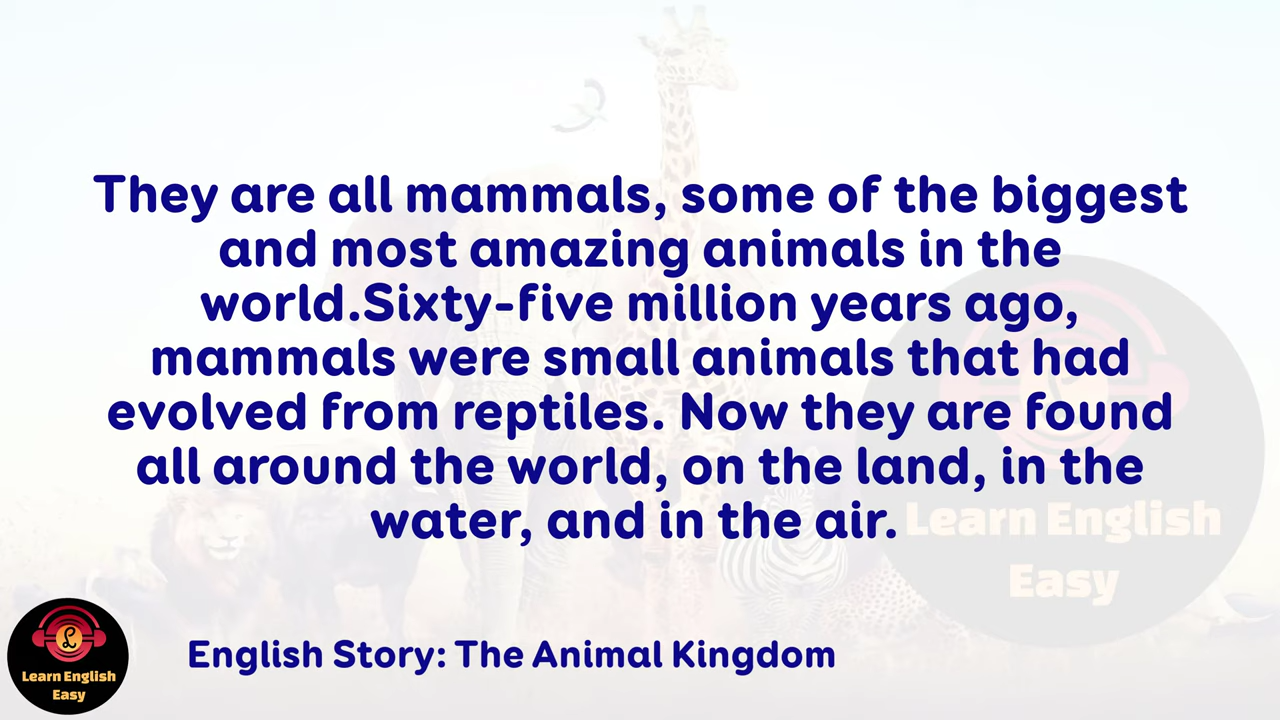 They are all mammals, some of the biggest
and most amazing animals in the
world.Sixty-five million years ago,
mammals were small animals that had
evolved from reptiles. Now they are found
all around the world, on the land, in the
water, and in the air.
Learn English
Easy
English Story: The Animal Kingdom
Learn English
Easy